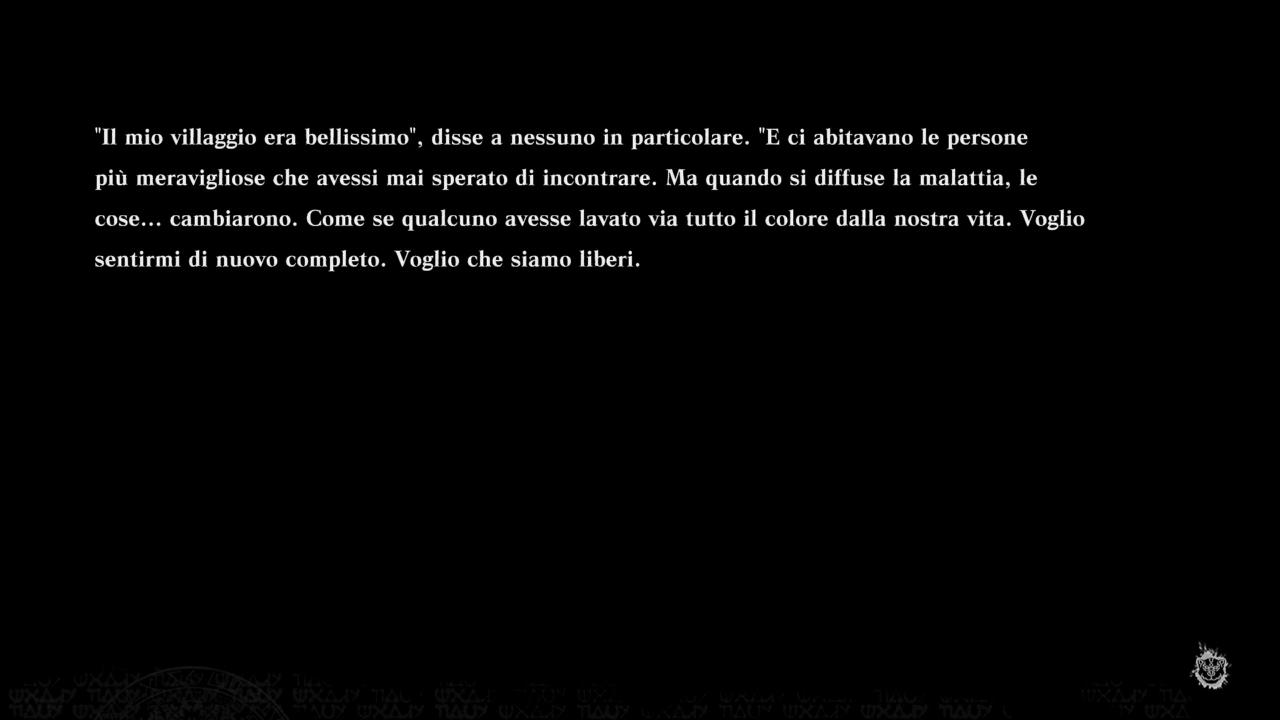 "Il mio villaggio era bellissimo", disse a nessuno in particolare. "E ci abitavano le persone
più meravigliose che avessi mai sperato di incontrare. Ma quando si diffuse la malattia, le
cose... cambiarono. Come se qualcuno avesse lavato via tutto il colore dalla nostra vita. Voglio
sentirmi di nuovo completo. Voglio che siamo liberi.